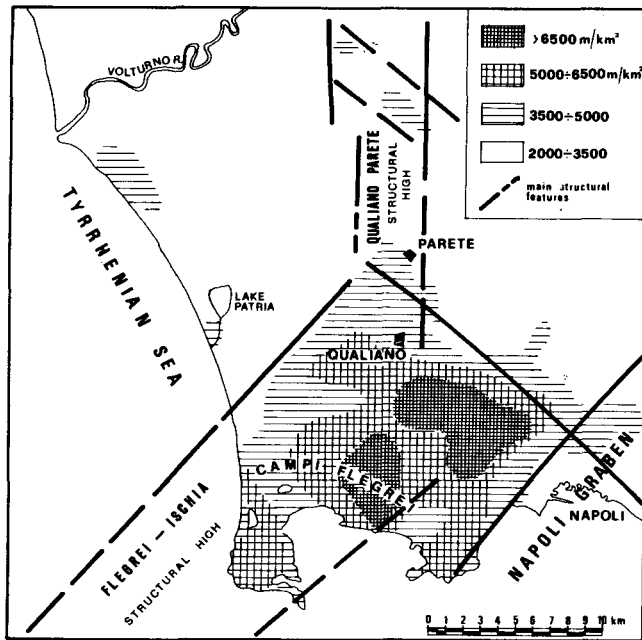 VOLTURNO R.
>6500 m/km²
5000÷6500 m/km²
3500÷5000
2000÷3500
main structural
features
QUALIANO PARETE
STRUCTURAL HIGH
PARETE
TYRRHENIAN SEA
LAKE
PATRIA
QUALIANO
CAMPI FLEGREI
FLEGREI – ISCHIA
STRUCTURAL HIGH
NAPOLI GRABEN
NAPOLI
0 1 2 3 4 5 6 7 8 9 10 km